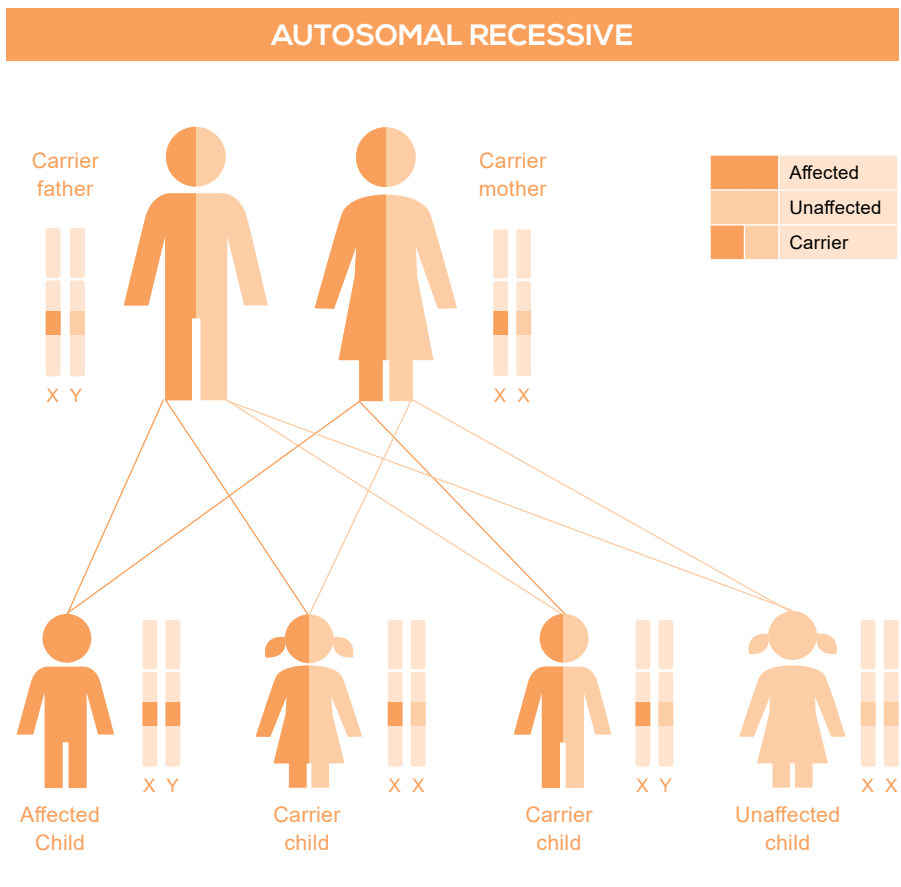 AUTOSOMAL RECESSIVE
Carrier
father
Carrier
mother
Affected
Unaffected
Carrier
X Y
X X
X Y
X X
X Y
X X
Affected
Child
Carrier
child
Carrier
child
Unaffected
child